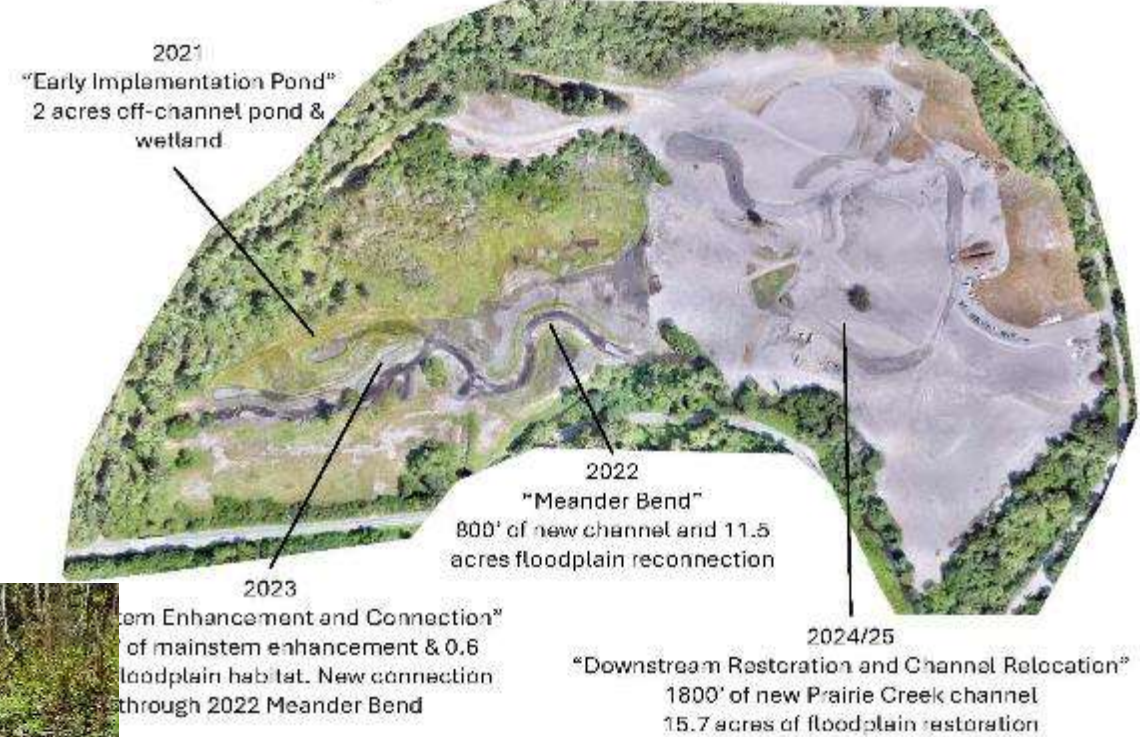 2021
"Early Implementation Pond"
2 acres off-channel pond &
wetland
2022
"Meander Bend"
800' of new channel and 11.5
acres floodplain reconnection
2023
Enhancement and Connection"
of mainstem enhancement & 0.6
habitat. New connection
through 2022 Meander Bend
2024/25
"Downstream Restoration and Channel Relocation"
1800' of new Prairie Creek channel
15.7 acres of floodplain restoration